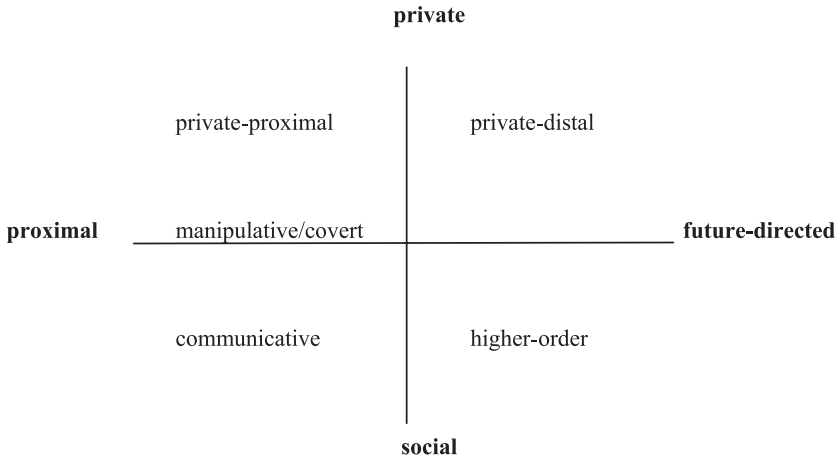 private
private-proximal private-distal
proximal manipulative/covert future-directed
communicative higher-order
social